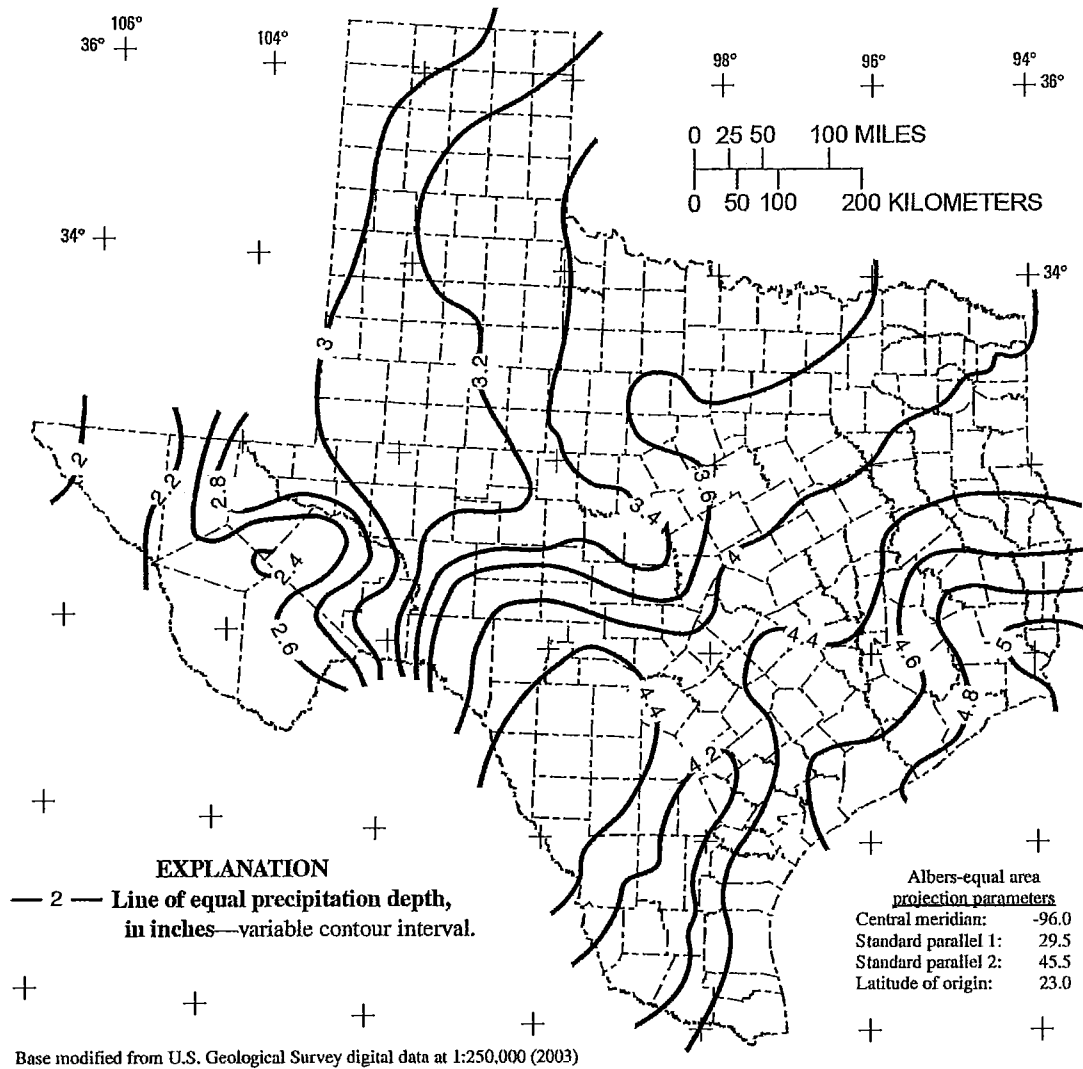 106°
36°
104°
98°
96°
94°
36°
0 25 50 100 MILES
0 50 100 200 KILOMETERS
34°
34°
3
3.2
2
2.2
2.8
3.6
3.4
4
2.4
2.6
4.4
4.6
5
4.8
4.4
4.2
EXPLANATION
— 2 — Line of equal precipitation depth,
in inches—variable contour interval.
Albers-equal area
projection parameters
Central meridian: -96.0
Standard parallel 1: 29.5
Standard parallel 2: 45.5
Latitude of origin: 23.0
Base modified from U.S. Geological Survey digital data at 1:250,000 (2003)